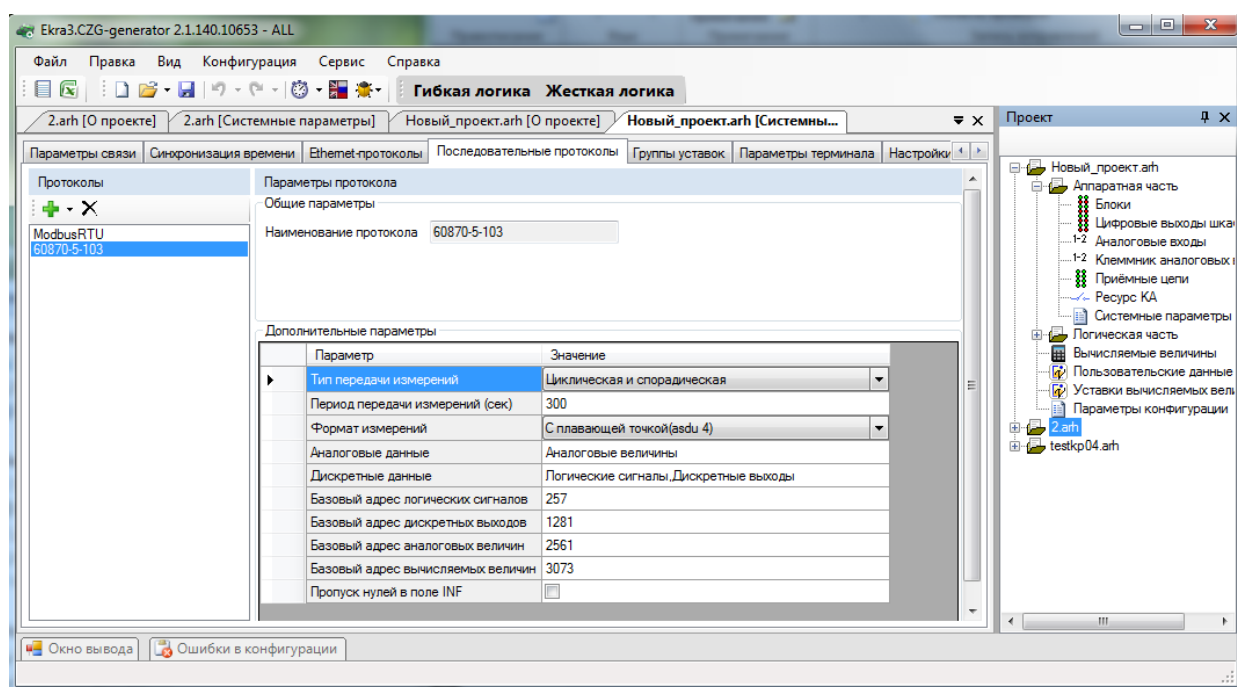 Ekra3.CZG-generator 2.1.140.10653 - ALL
Файл Правка Вид Конфигурация Сервис Справка
Гибкая логика Жесткая логика
2.arh [О проекте] 2.arh [Системные параметры] Новый_проект.arh [О проекте] Новый_проект.arh [Системны...
Параметры связи Синхронизация времени Ethernet-протоколы Последовательные протоколы Группы уставок Параметры терминала Настройки
Протоколы
ModbusRTU
60870-5-103
Параметры протокола
Общие параметры
Наименование протокола 60870-5-103
Дополнительные параметры
Параметр Значение
Тип передачи измерений Циклическая и спорадическая
Период передачи измерений (сек) 300
Формат измерений С плавающей точкой(asdu 4)
Аналоговые данные Аналоговые величины
Дискретные данные Логические сигналы,Дискретные выходы
Базовый адрес логических сигналов 257
Базовый адрес дискретных выходов 1281
Базовый адрес аналоговых величин 2561
Базовый адрес вычисляемых величин 3073
Пропуск нулей в поле INF
Проект
Новый_проект.arh
Аппаратная часть
Блоки
Цифровые выходы шка
1-2 Аналоговые входы
1-2 Клеммник аналоговых
Приёмные цепи
Ресурс КА
Системные параметры
Логическая часть
Вычисляемые величины
Пользовательские данные
Уставки вычисляемых вел
Параметры конфигурации
2.arh
testkp04.arh
Окно вывода Ошибки в конфигурации